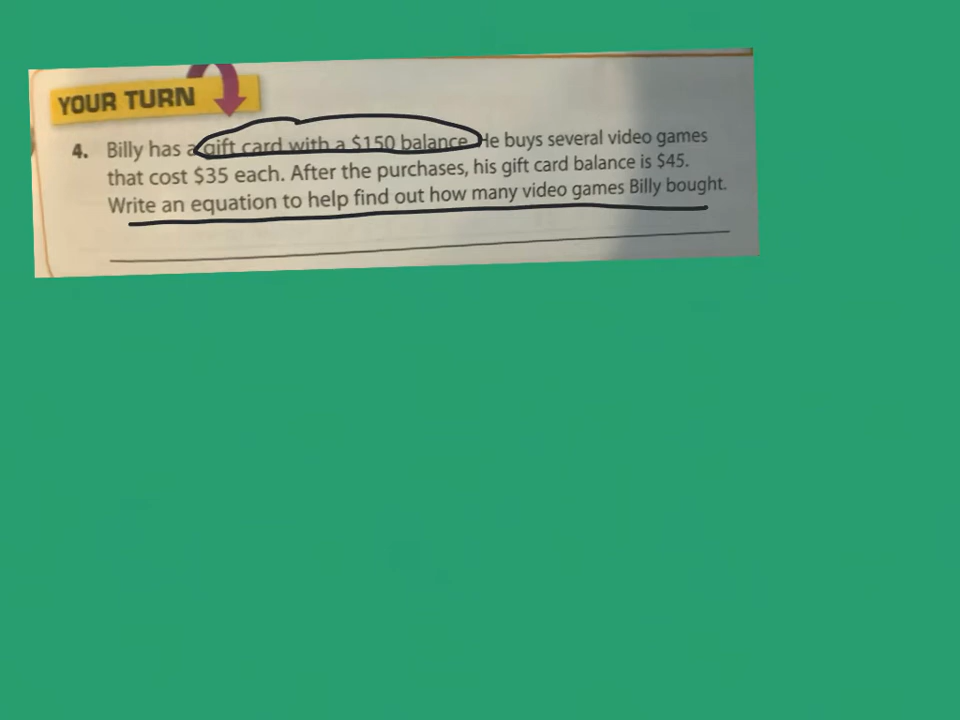 YOUR TURN
4. Billy has a gift card with a $150 balance. He buys several video games
that cost $35 each. After the purchases, his gift card balance is $45.
Write an equation to help find out how many video games Billy bought.